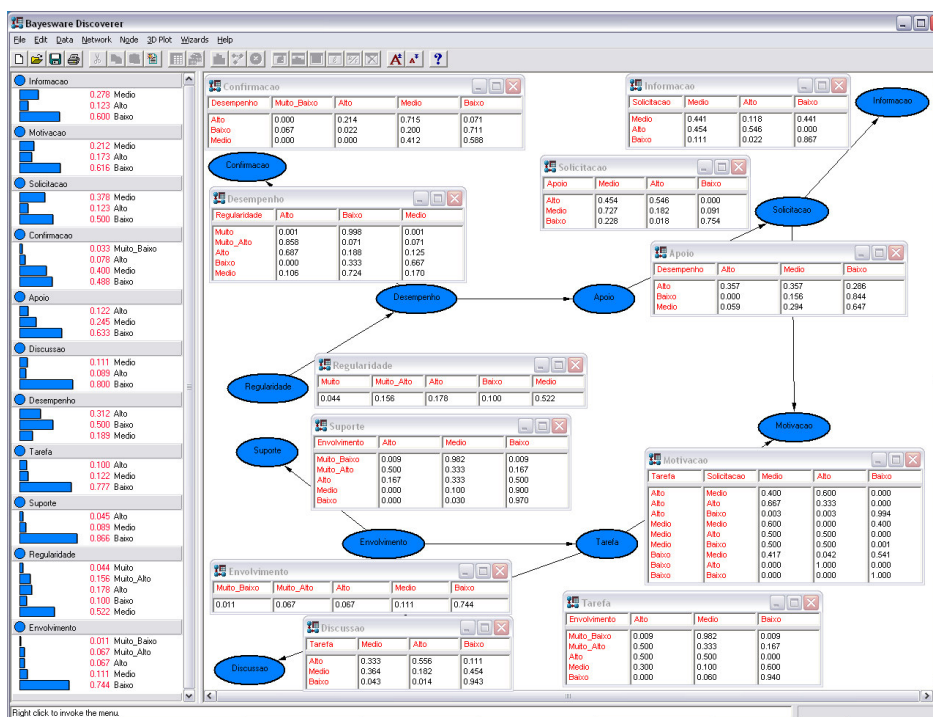 Bayesware Discoverer
File Edit Data Network Node 3D Plot Wizards Help
Informacao
0.278 Medio
0.123 Alto
0.600 Baixo
Motivacao
0.212 Medio
0.173 Alto
0.616 Baixo
Solicitacao
0.378 Medio
0.123 Alto
0.500 Baixo
Confirmacao
0.033 Muito_Baixo
0.078 Alto
0.400 Medio
0.488 Baixo
Apoio
0.122 Alto
0.245 Medio
0.633 Baixo
Discussao
0.111 Medio
0.089 Alto
0.800 Baixo
Desempenho
0.312 Alto
0.500 Baixo
0.189 Medio
Tarefa
0.100 Alto
0.122 Medio
0.777 Baixo
Suporte
0.045 Alto
0.089 Medio
0.866 Baixo
Regularidade
0.044 Muito
0.156 Muito_Alto
0.178 Alto
0.100 Baixo
0.522 Medio
Envolvimento
0.011 Muito_Baixo
0.067 Muito_Alto
0.067 Alto
0.111 Medio
0.744 Baixo
Confirmacao
Desempenho Muito_Baixo Alto Medio Baixo
Alto 0.000 0.214 0.715 0.071
Baixo 0.067 0.022 0.200 0.711
Medio 0.000 0.000 0.412 0.588
Confirmacao
Informacao
Solicitacao Medio Alto Baixo
Medio 0.441 0.118 0.441
Alto 0.454 0.546 0.000
Baixo 0.111 0.022 0.867
Informacao
Solicitacao
Apoio Medio Alto Baixo
Alto 0.454 0.546 0.000
Medio 0.727 0.182 0.091
Baixo 0.228 0.018 0.754
Solicitacao
Desempenho
Regularidade Alto Baixo Medio
Muito 0.001 0.998 0.001
Muito_Alto 0.858 0.071 0.071
Alto 0.687 0.188 0.125
Baixo 0.000 0.333 0.667
Medio 0.106 0.724 0.170
Desempenho
Apoio
Apoio
Desempenho Alto Medio Baixo
Alto 0.357 0.357 0.286
Baixo 0.000 0.156 0.844
Medio 0.059 0.294 0.647
Regularidade
Regularidade
Muito Muito_Alto Alto Baixo Medio
0.044 0.156 0.178 0.100 0.522
Suporte
Suporte
Envolvimento Alto Medio Baixo
Muito_Baixo 0.009 0.982 0.009
Muito_Alto 0.500 0.333 0.167
Alto 0.167 0.333 0.500
Medio 0.000 0.100 0.900
Baixo 0.000 0.030 0.970
Motivacao
Motivacao
Tarefa Solicitacao Medio Alto Baixo
Alto Medio 0.400 0.600 0.000
Alto Alto 0.667 0.333 0.000
Alto Baixo 0.003 0.003 0.994
Medio Medio 0.600 0.000 0.400
Medio Alto 0.500 0.500 0.000
Medio Baixo 0.500 0.500 0.001
Baixo Medio 0.417 0.042 0.541
Baixo Alto 0.000 1.000 0.000
Baixo Baixo 0.000 0.000 1.000
Envolvimento
Tarefa
Envolvimento
Muito_Baixo Muito_Alto Alto Medio Baixo
0.011 0.067 0.067 0.111 0.744
Discussao
Tarefa Medio Alto Baixo
Alto 0.333 0.556 0.111
Medio 0.364 0.182 0.454
Baixo 0.043 0.014 0.943
Discussao
Tarefa
Envolvimento Alto Medio Baixo
Muito_Baixo 0.009 0.982 0.009
Muito_Alto 0.500 0.333 0.167
Alto 0.500 0.500 0.000
Medio 0.300 0.100 0.600
Baixo 0.000 0.060 0.940
Right click to invoke the menu.